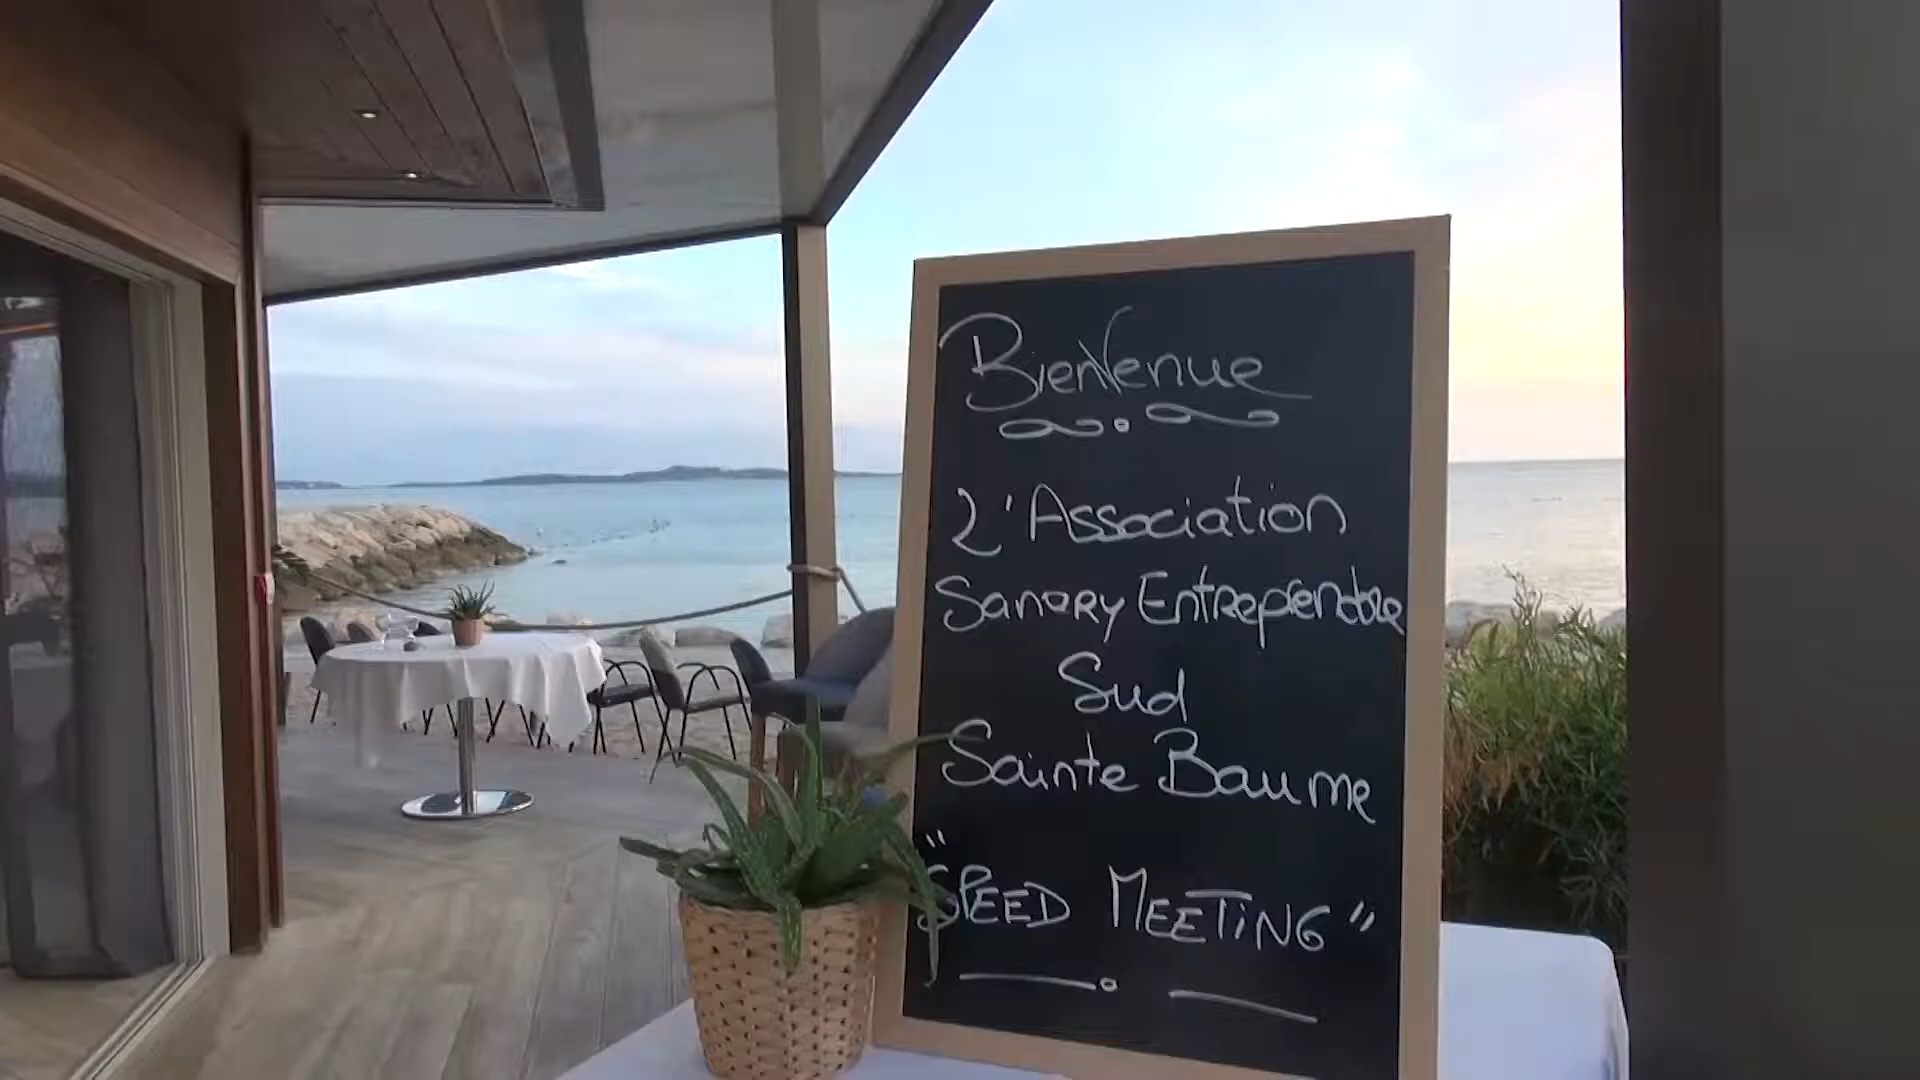 BienVenue
L'Association
Sanary Entreprendre
Sud
Sainte Baume
"SPEED MEETiNG"